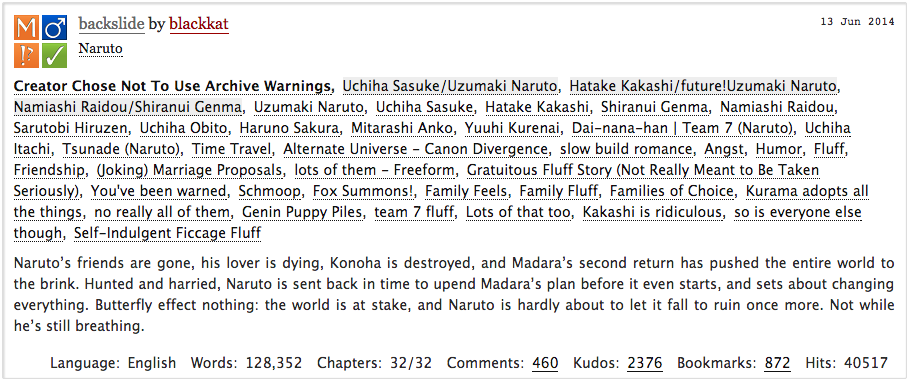 M
!?
backslide by blackkat
13 Jun 2014
Naruto
Creator Chose Not To Use Archive Warnings, Uchiha Sasuke/Uzumaki Naruto, Hatake Kakashi/future!Uzumaki Naruto,
Namiashi Raidou/Shiranui Genma, Uzumaki Naruto, Uchiha Sasuke, Hatake Kakashi, Shiranui Genma, Namiashi Raidou,
Sarutobi Hiruzen, Uchiha Obito, Haruno Sakura, Mitarashi Anko, Yuuhi Kurenai, Dai-nana-han | Team 7 (Naruto), Uchiha
Itachi, Tsunade (Naruto), Time Travel, Alternate Universe - Canon Divergence, slow build romance, Angst, Humor, Fluff,
Friendship, (Joking) Marriage Proposals, lots of them - Freeform, Gratuitous Fluff Story (Not Really Meant to Be Taken
Seriously), You've been warned, Schmoop, Fox Summons!, Family Feels, Family Fluff, Families of Choice, Kurama adopts all
the things, no really all of them, Genin Puppy Piles, team 7 fluff, Lots of that too, Kakashi is ridiculous, so is everyone else
though, Self-Indulgent Ficcage Fluff
Naruto’s friends are gone, his lover is dying, Konoha is destroyed, and Madara’s second return has pushed the entire world to
the brink. Hunted and harried, Naruto is sent back in time to upend Madara’s plan before it even starts, and sets about changing
everything. Butterfly effect nothing: the world is at stake, and Naruto is hardly about to let it fall to ruin once more. Not while
he’s still breathing.
Language: English Words: 128,352 Chapters: 32/32 Comments: 460 Kudos: 2376 Bookmarks: 872 Hits: 40517